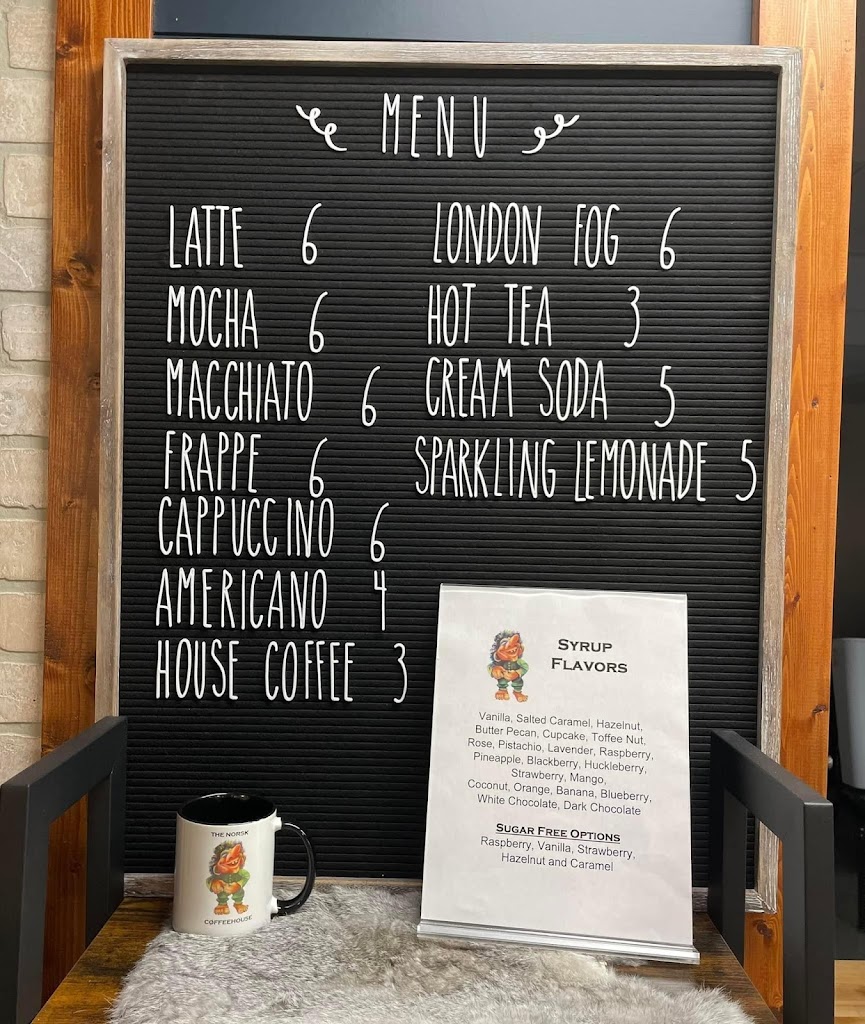 MENU
LATTE 6
MOCHA 6
MACCHIATO 6
FRAPPE 6
CAPPUCCINO 6
AMERICANO 4
HOUSE COFFEE 3
LONDON FOG 6
HOT TEA 3
CREAM SODA 5
SPARKLING LEMONADE 5
SYRUP
FLAVORS
Vanilla, Salted Caramel, Hazelnut,
Butter Pecan, Cupcake, Toffee Nut,
Rose, Pistachio, Lavender, Raspberry,
Pineapple, Blackberry, Huckleberry,
Strawberry, Mango,
Coconut, Orange, Banana, Blueberry,
White Chocolate, Dark Chocolate
SUGAR FREE OPTIONS
Raspberry, Vanilla, Strawberry,
Hazelnut and Caramel
THE NORSK
COFFEEHOUSE